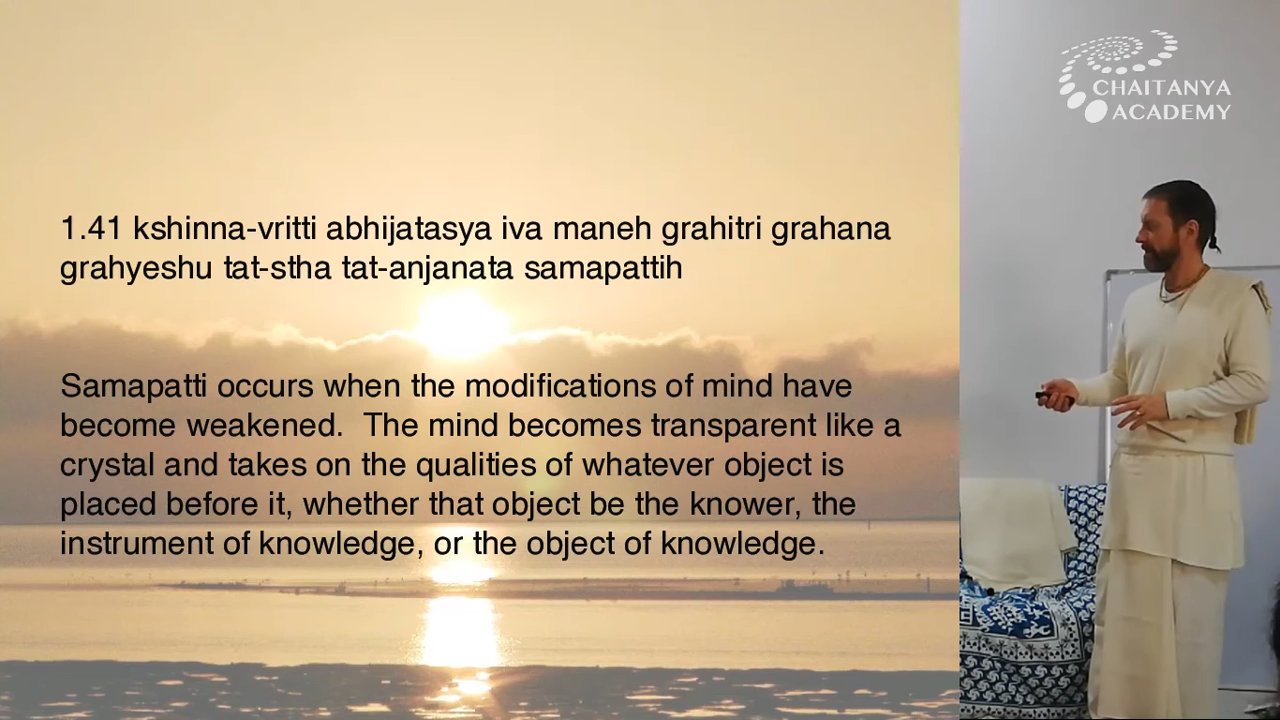 1.41 kshinna-vritti abhijatasya iva maneh grahitri grahana
grahyeshu tat-stha tat-anjanata samapattih
Samapatti occurs when the modifications of mind have
become weakened.  The mind becomes transparent like a
crystal and takes on the qualities of whatever object is
placed before it, whether that object be the knower, the
instrument of knowledge, or the object of knowledge.
CHAITANYA
ACADEMY